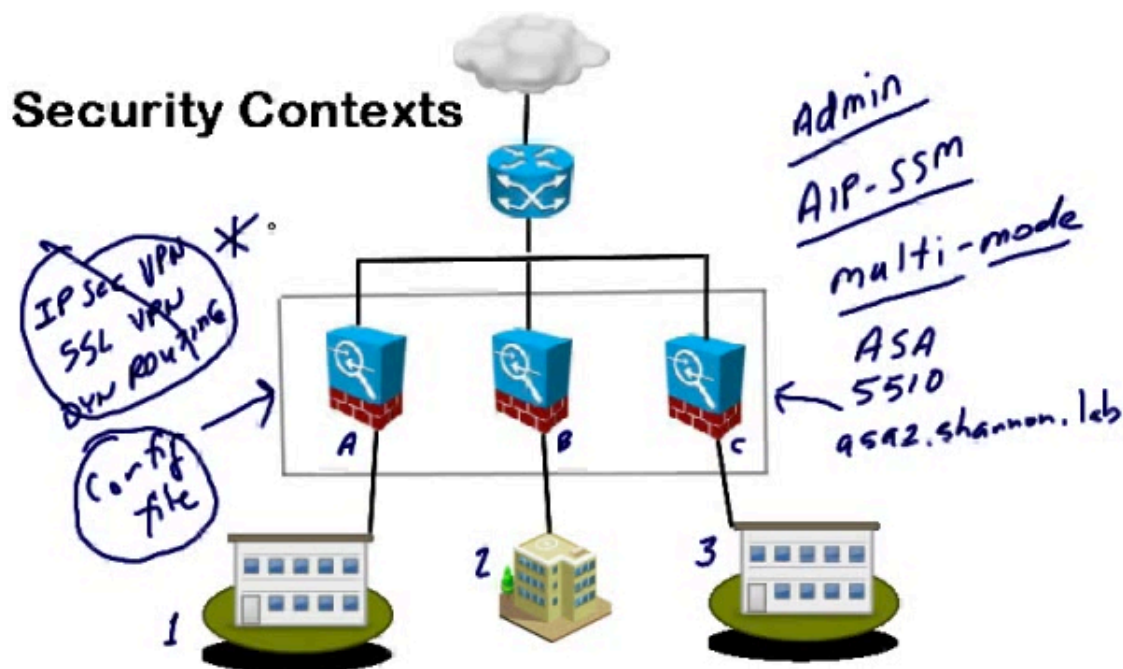 Security Contexts
Admin
AIP-SSM
multi-mode
ASA
5510
asa2.shannon.lab
IPSec VPN
SSL VPN
DYN ROUTING
Config
file
A
B
C
1
2
3